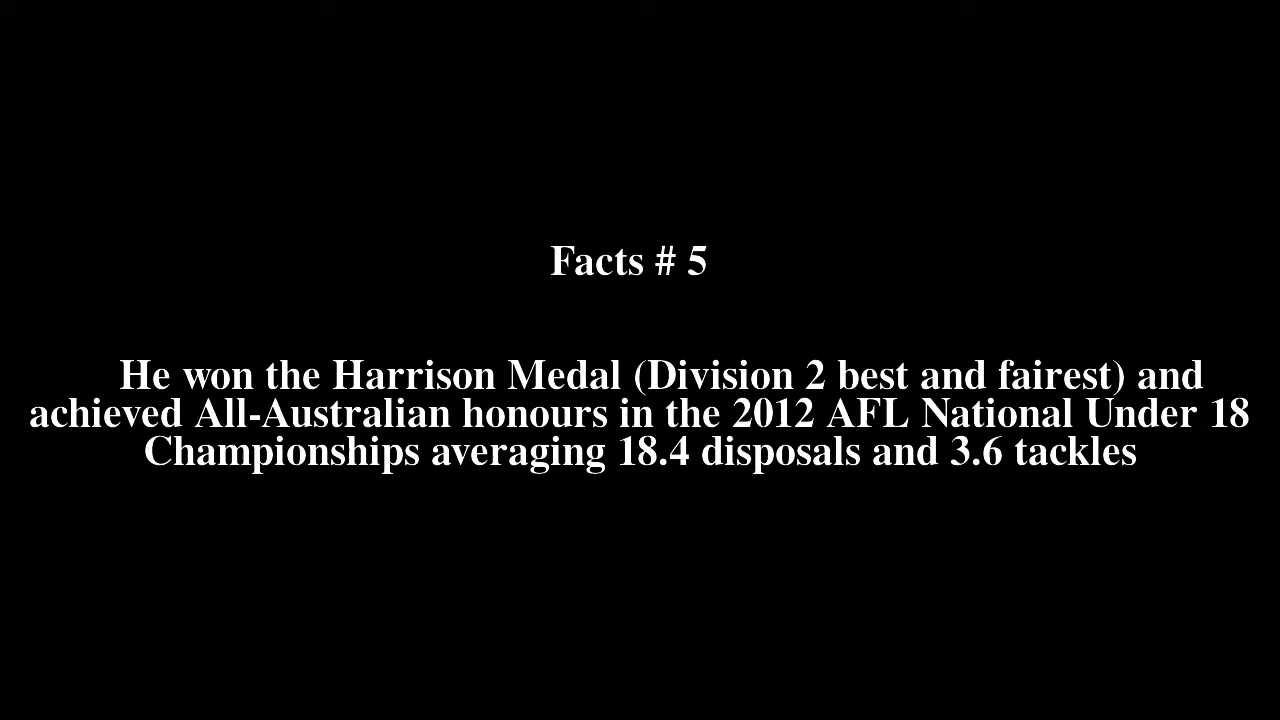 Facts # 5
He won the Harrison Medal (Division 2 best and fairest) and
achieved All-Australian honours in the 2012 AFL National Under 18
Championships averaging 18.4 disposals and 3.6 tackles